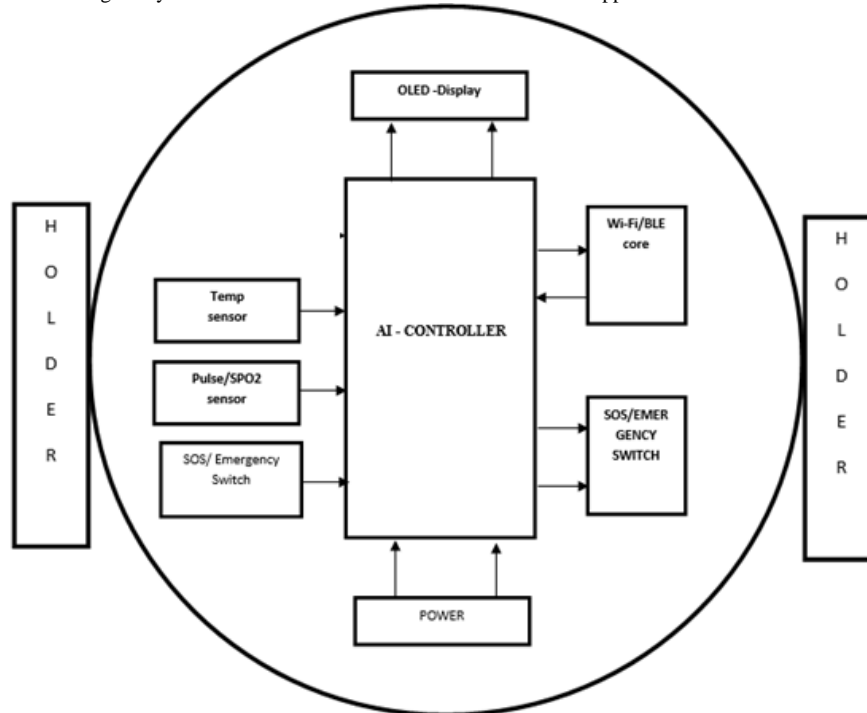 OLED -Display
H
O
L
D
E
R
Temp
sensor
Pulse/SPO2
sensor
SOS/ Emergency
Switch
AI - CONTROLLER
Wi-Fi/BLE
core
SOS/EMER
GENCY
SWITCH
POWER
H
O
L
D
E
R